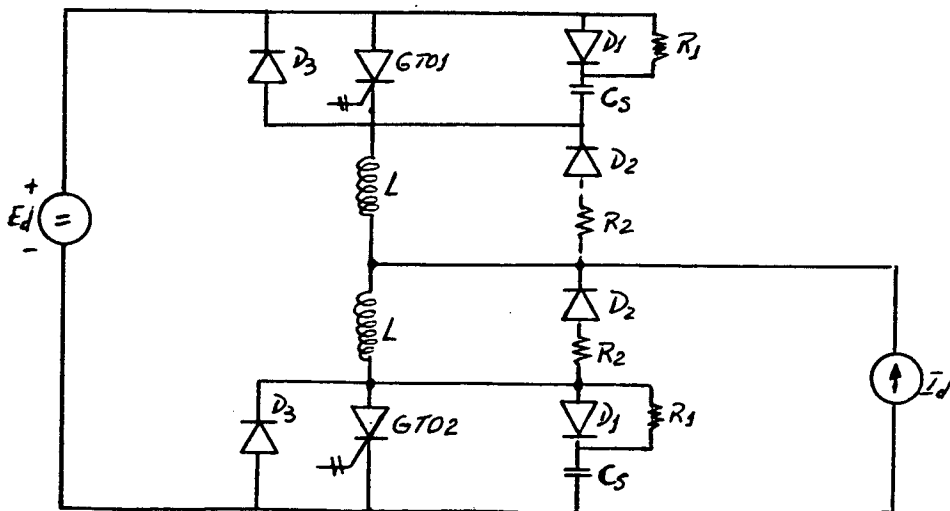 D3
GTO1
D1
R1
Cs
D2
+
Ed
=
-
L
R2
D2
L
R2
Id
D3
GTO2
D1
R1
Cs